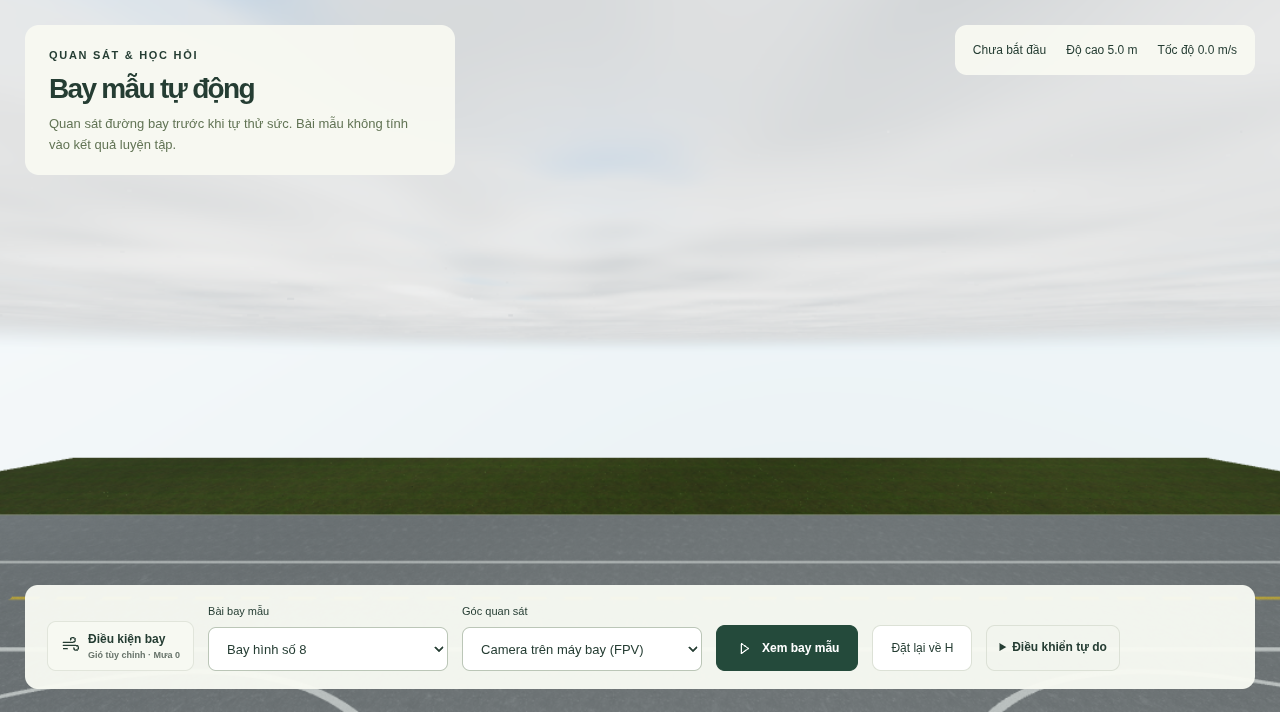 QUAN SÁT & HỌC HỎI
Bay mẫu tự động
Quan sát đường bay trước khi tự thử sức. Bài mẫu không tính
vào kết quả luyện tập.
Chưa bắt đầu Độ cao 5.0 m Tốc độ 0.0 m/s
Điều kiện bay
Gió tùy chỉnh · Mưa 0
Bài bay mẫu
Bay hình số 8
Góc quan sát
Camera trên máy bay (FPV)
Xem bay mẫu
Đặt lại về H
Điều khiển tự do